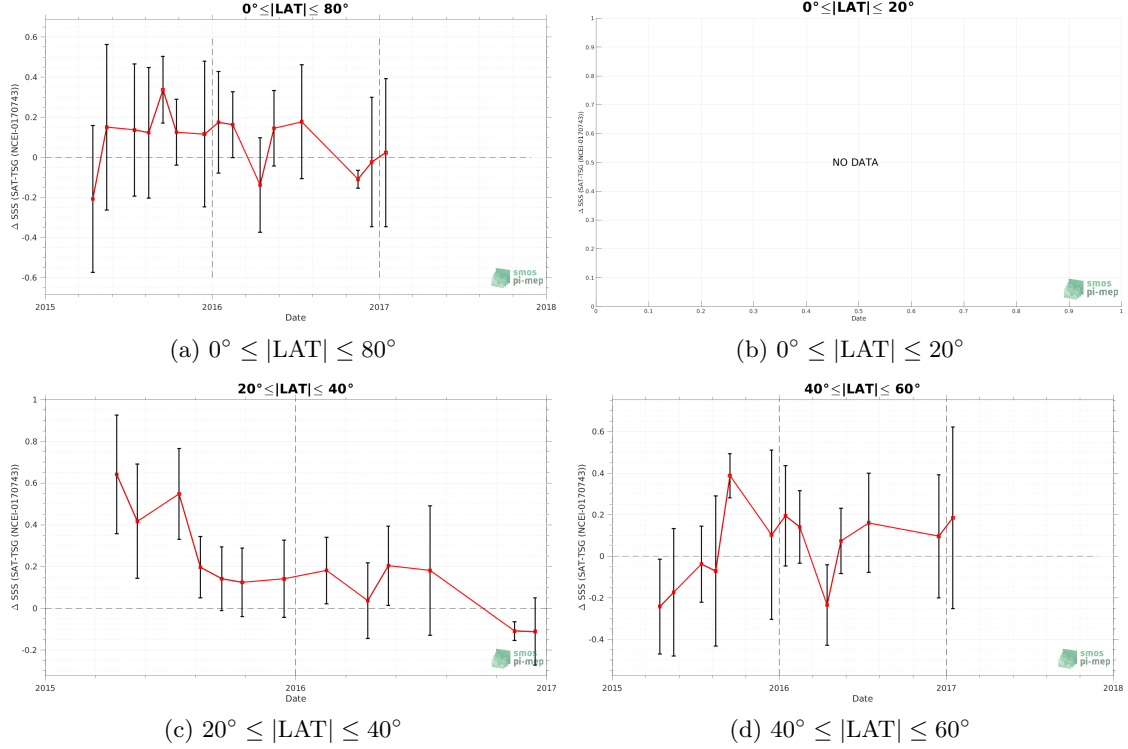 0°≤|LAT|≤ 80°
Δ SSS (SAT-TSG (NCEI-0170743))
0.6
0.4
0.2
0
-0.2
-0.4
-0.6
2015
2016
2017
2018
Date
smos
pi-mep
(a) 0° ≤ |LAT| ≤ 80°
0°≤|LAT|≤ 20°
Δ SSS (SAT-TSG (NCEI-0170743))
1
0.9
0.8
0.7
0.6
0.5
0.4
0.3
0.2
0.1
0
NO DATA
0
0.1
0.2
0.3
0.4
0.5
0.6
0.7
0.8
0.9
1
Date
smos
pi-mep
(b) 0° ≤ |LAT| ≤ 20°
20°≤|LAT|≤ 40°
Δ SSS (SAT-TSG (NCEI-0170743))
1
0.8
0.6
0.4
0.2
0
-0.2
2015
2016
2017
Date
smos
pi-mep
(c) 20° ≤ |LAT| ≤ 40°
40°≤|LAT|≤ 60°
Δ SSS (SAT-TSG (NCEI-0170743))
0.6
0.4
0.2
0
-0.2
-0.4
2015
2016
2017
2018
Date
smos
pi-mep
(d) 40° ≤ |LAT| ≤ 60°